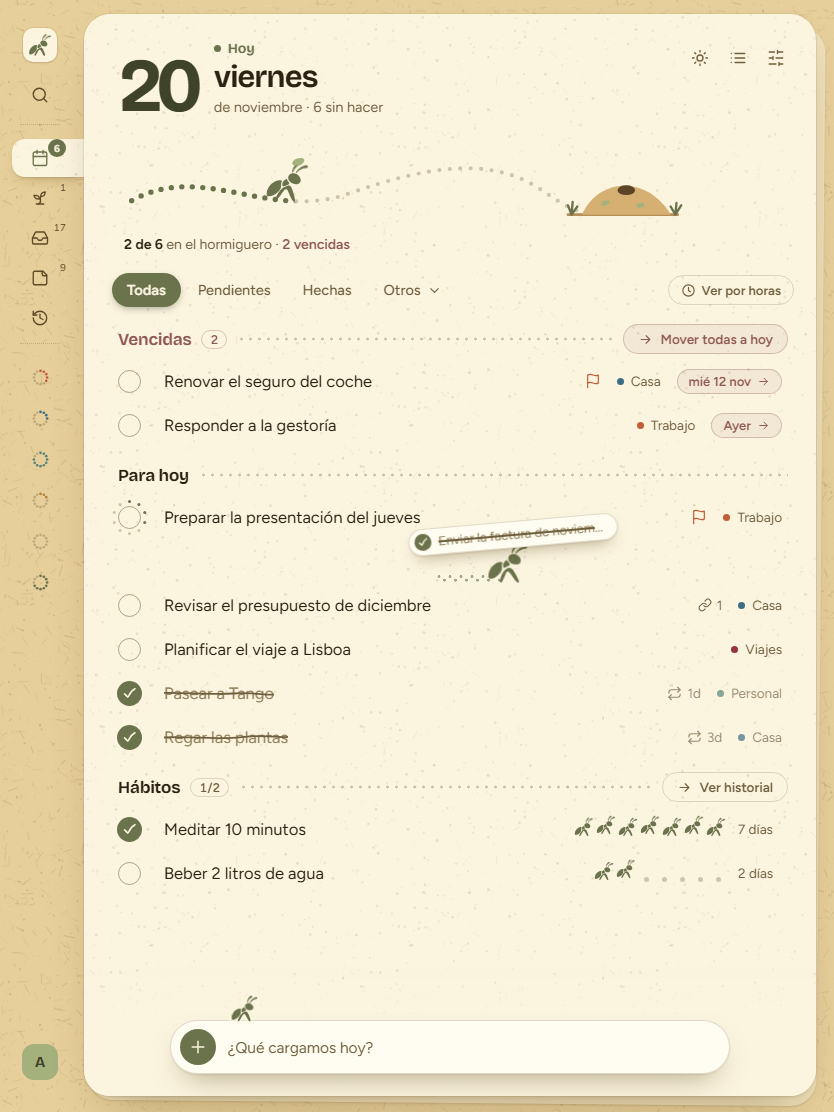 Hoy
20 viernes
de noviembre · 6 sin hacer
6
1
17
9
2 de 6 en el hormiguero · 2 vencidas
Todas Pendientes Hechas Otros Ver por horas
Vencidas 2 → Mover todas a hoy
Renovar el seguro del coche Casa mié 12 nov →
Responder a la gestoría Trabajo Ayer →
Para hoy
Preparar la presentación del jueves Trabajo
Enviar la factura de noviem...
Revisar el presupuesto de diciembre 1 Casa
Planificar el viaje a Lisboa Viajes
Pasear a Tango 1d Personal
Regar las plantas 3d Casa
Hábitos 1/2 → Ver historial
Meditar 10 minutos 7 días
Beber 2 litros de agua 2 días
A
¿Qué cargamos hoy?